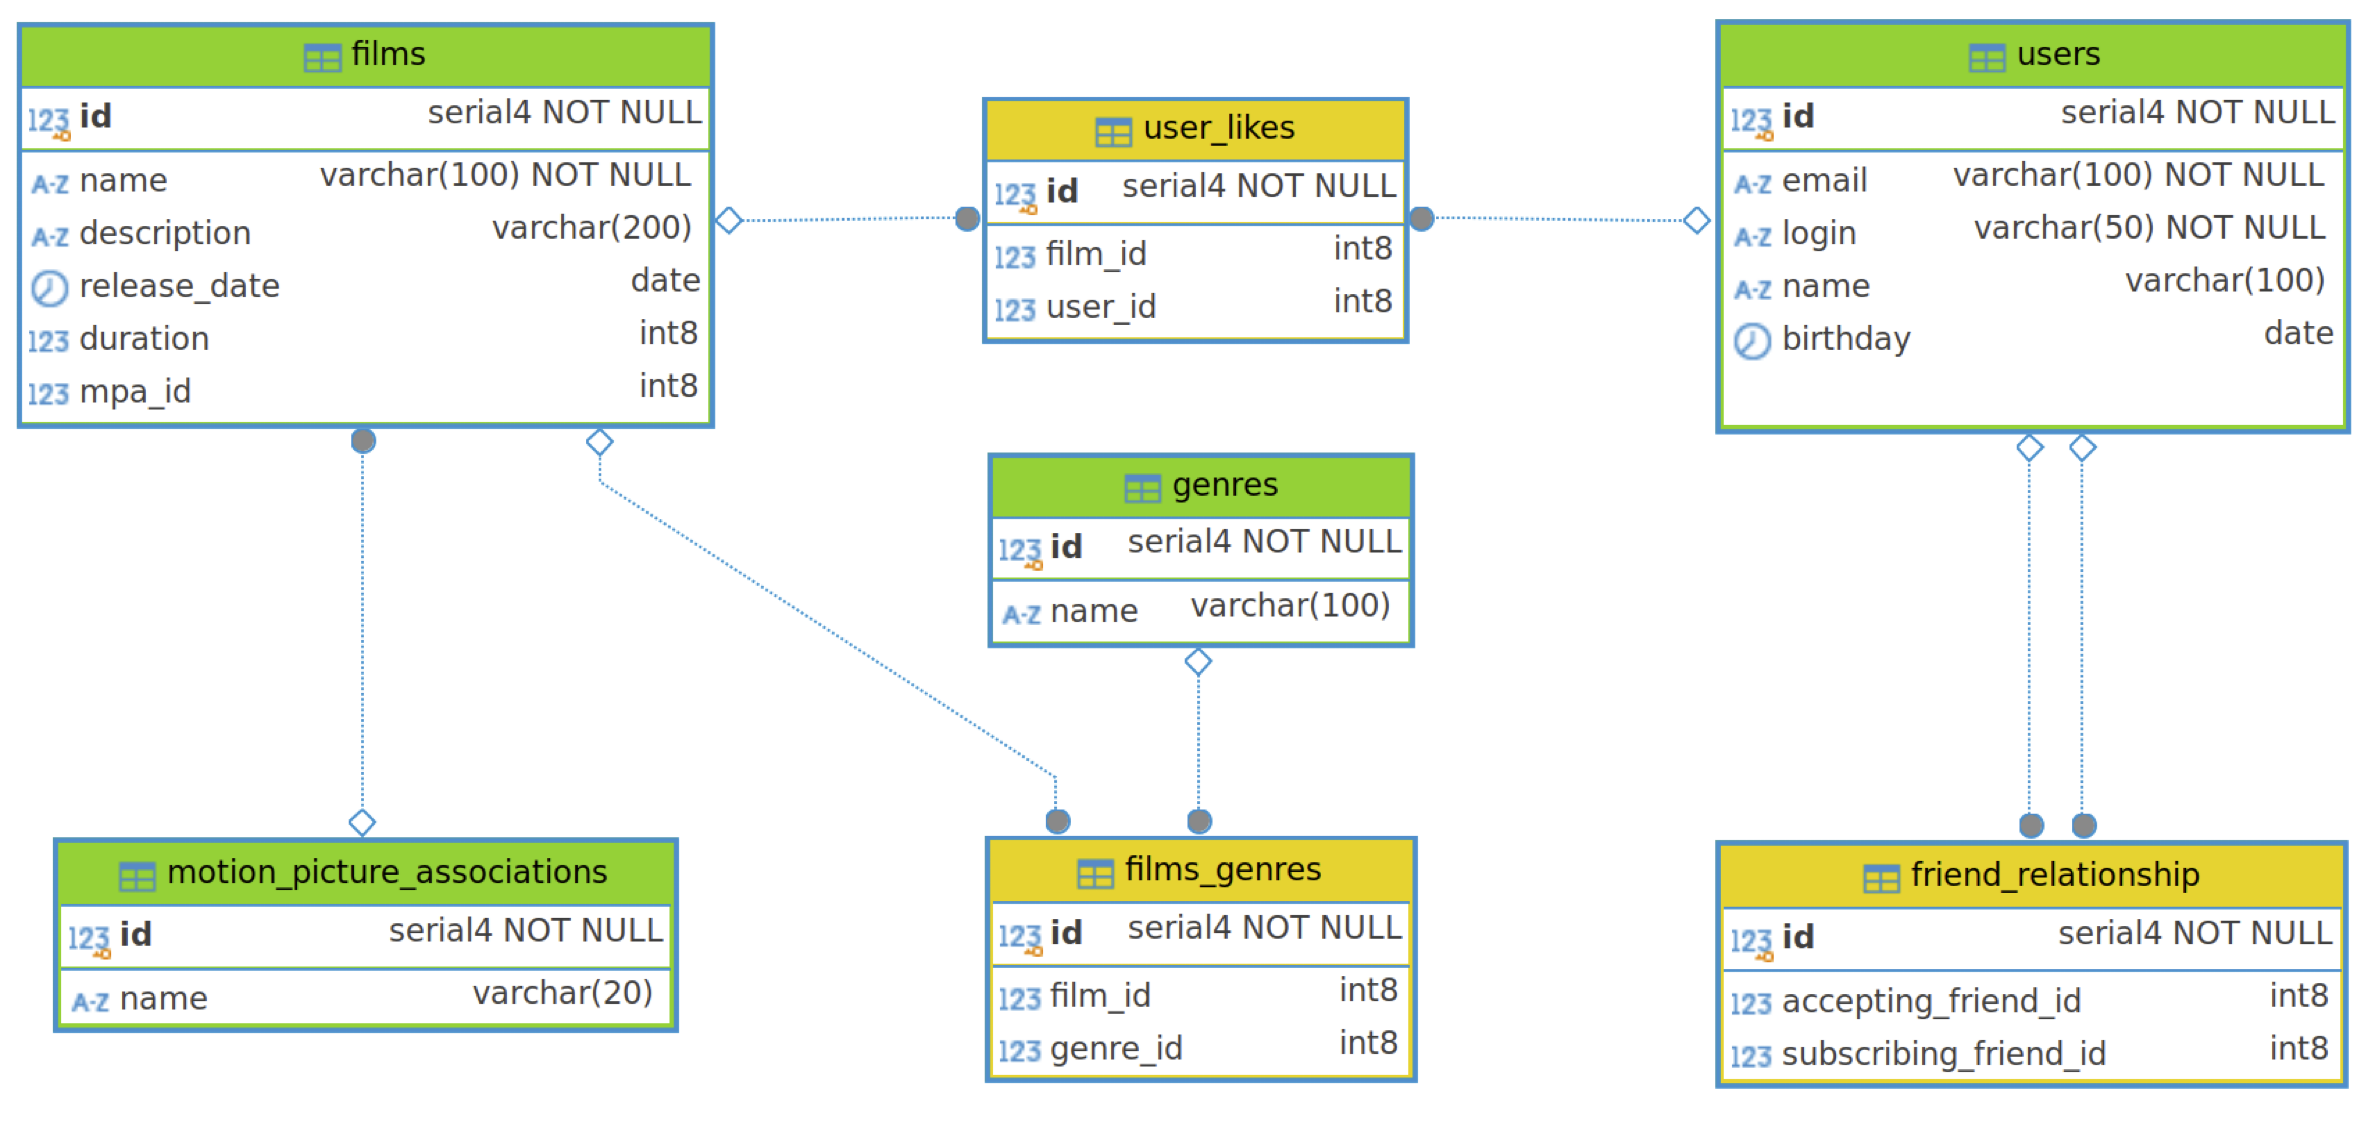 films
123 id serial4 NOT NULL
A-Z name varchar(100) NOT NULL
A-Z description varchar(200)
release_date date
123 duration int8
123 mpa_id int8
user_likes
123 id serial4 NOT NULL
123 film_id int8
123 user_id int8
users
123 id serial4 NOT NULL
A-Z email varchar(100) NOT NULL
A-Z login varchar(50) NOT NULL
A-Z name varchar(100)
birthday date
genres
123 id serial4 NOT NULL
A-Z name varchar(100)
motion_picture_associations
123 id serial4 NOT NULL
A-Z name varchar(20)
films_genres
123 id serial4 NOT NULL
123 film_id int8
123 genre_id int8
friend_relationship
123 id serial4 NOT NULL
123 accepting_friend_id int8
123 subscribing_friend_id int8